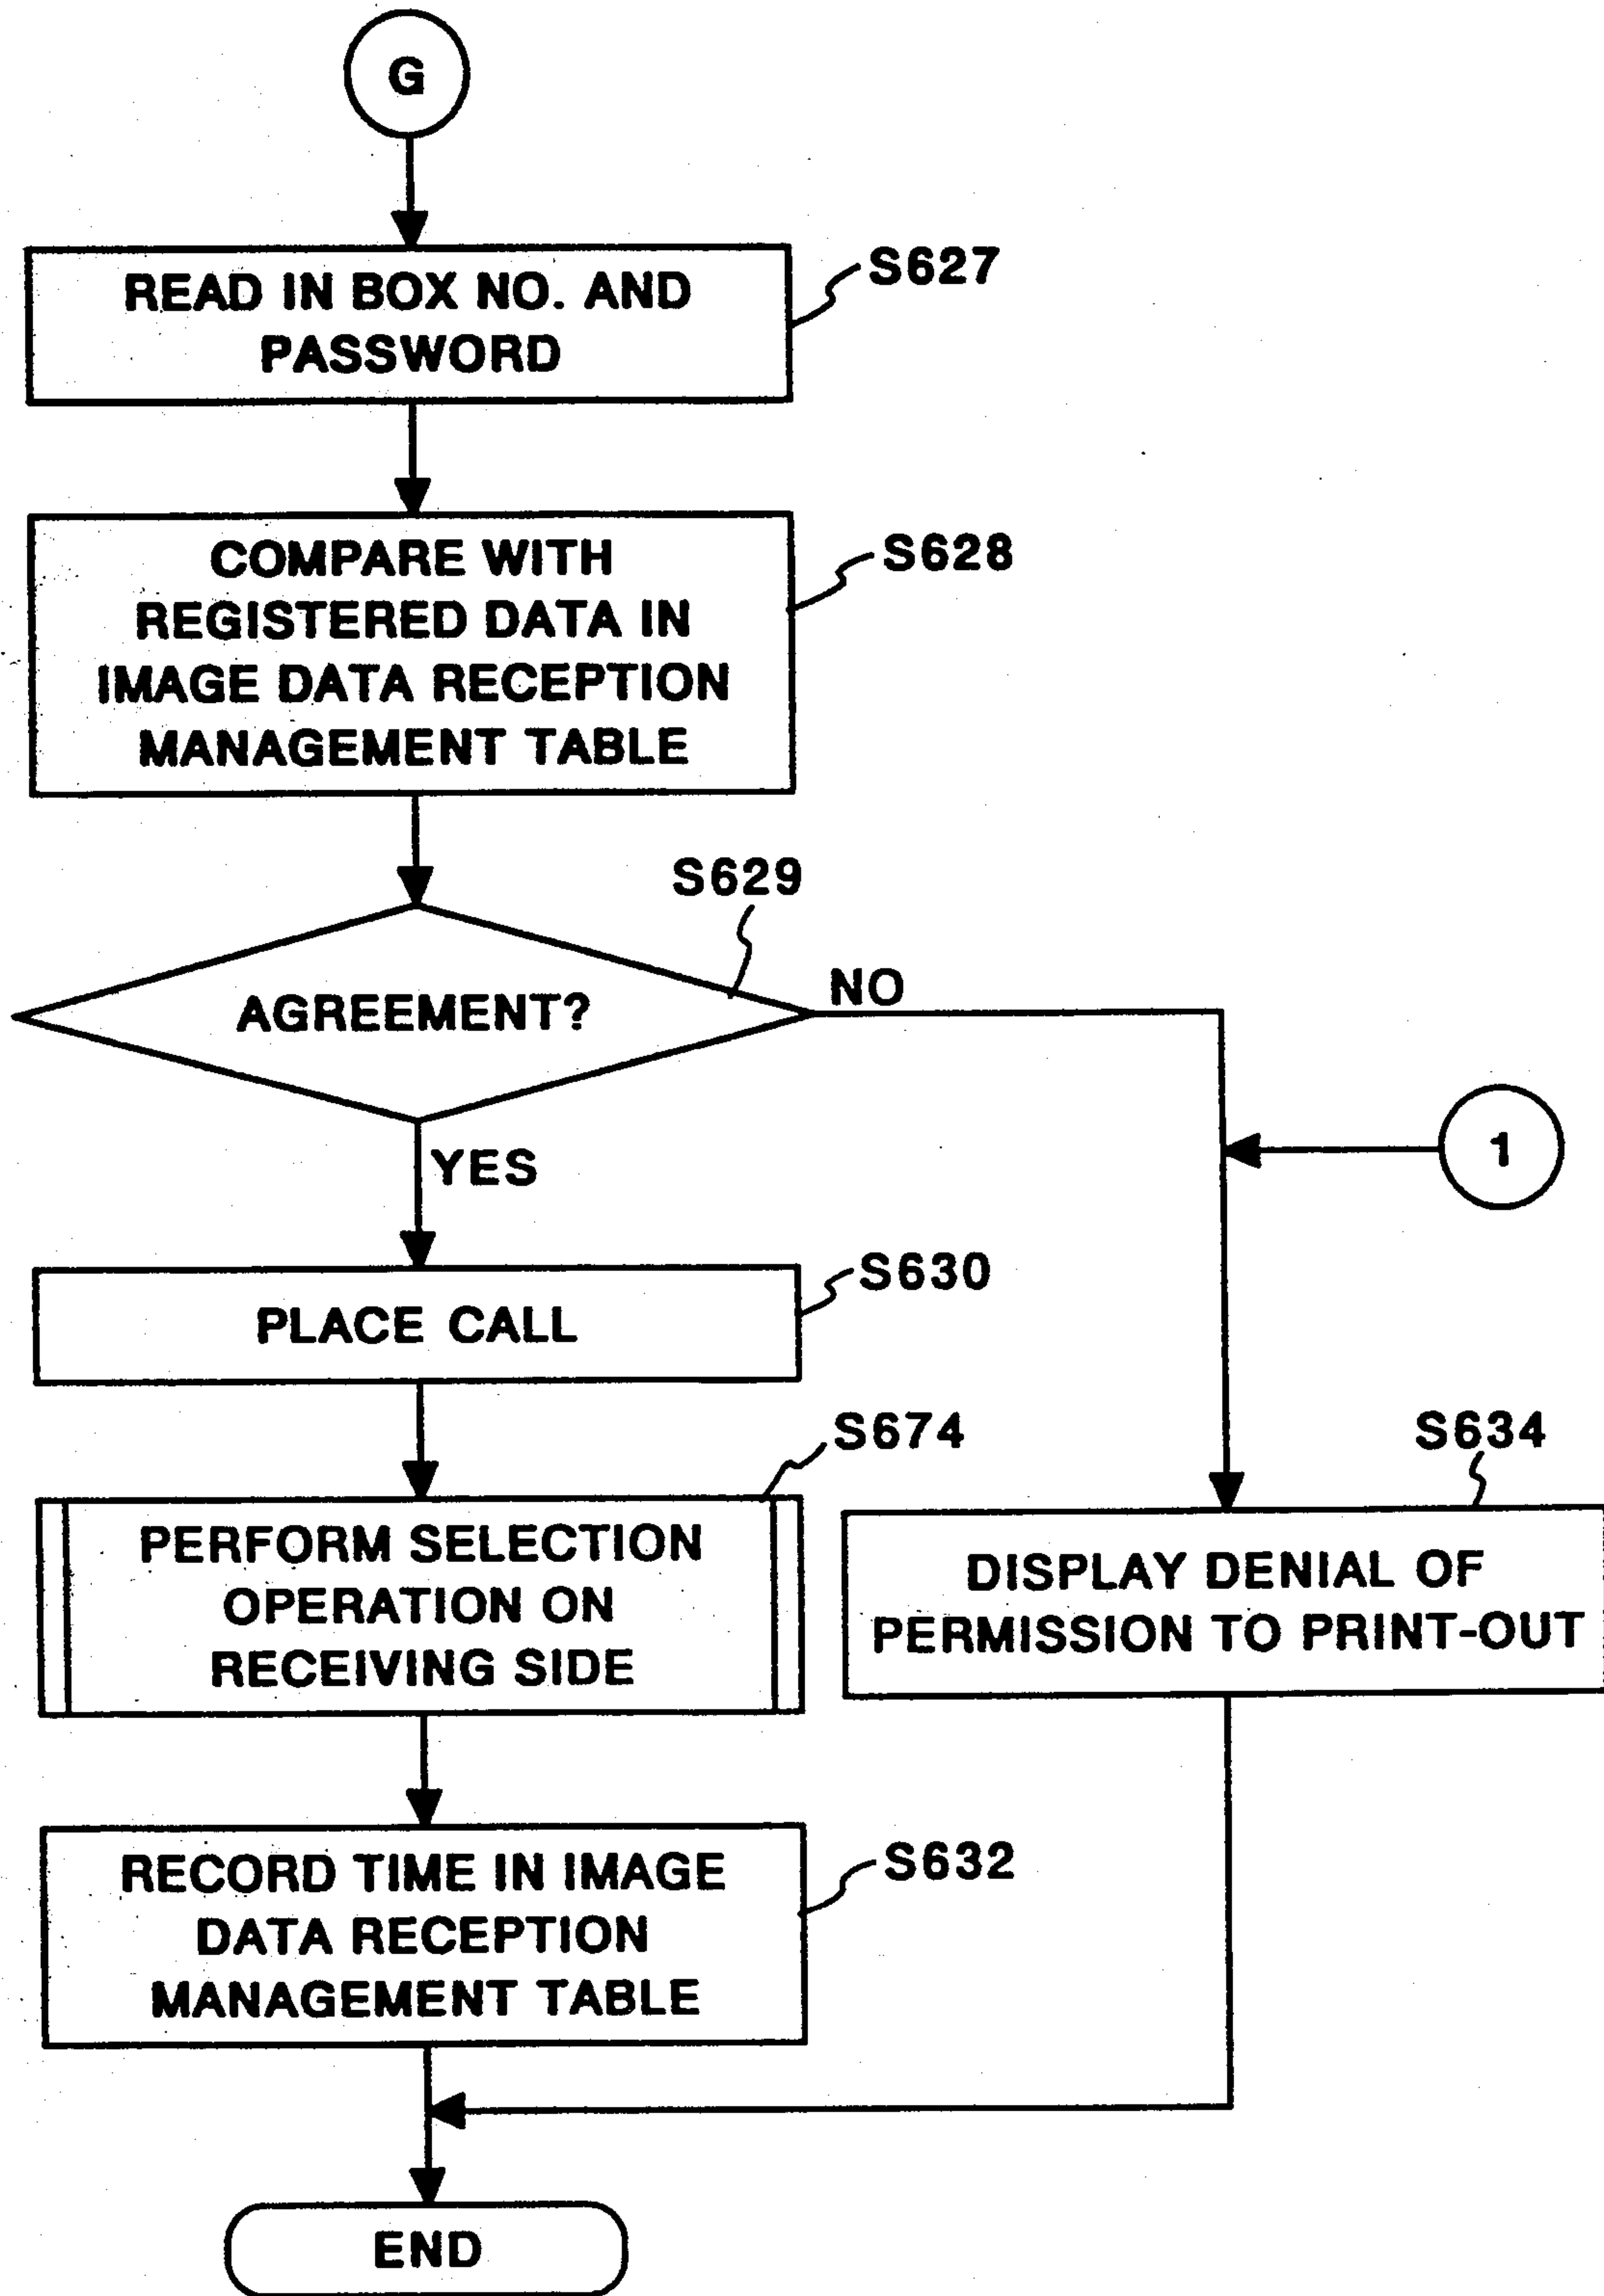 G
READ IN BOX NO. AND
PASSWORD
S627
COMPARE WITH
REGISTERED DATA IN
IMAGE DATA RECEPTION
MANAGEMENT TABLE
S628
S629
AGREEMENT?
NO
YES
1
PLACE CALL
S630
S674
PERFORM SELECTION
OPERATION ON
RECEIVING SIDE
S634
DISPLAY DENIAL OF
PERMISSION TO PRINT-OUT
RECORD TIME IN IMAGE
DATA RECEPTION
MANAGEMENT TABLE
S632
END